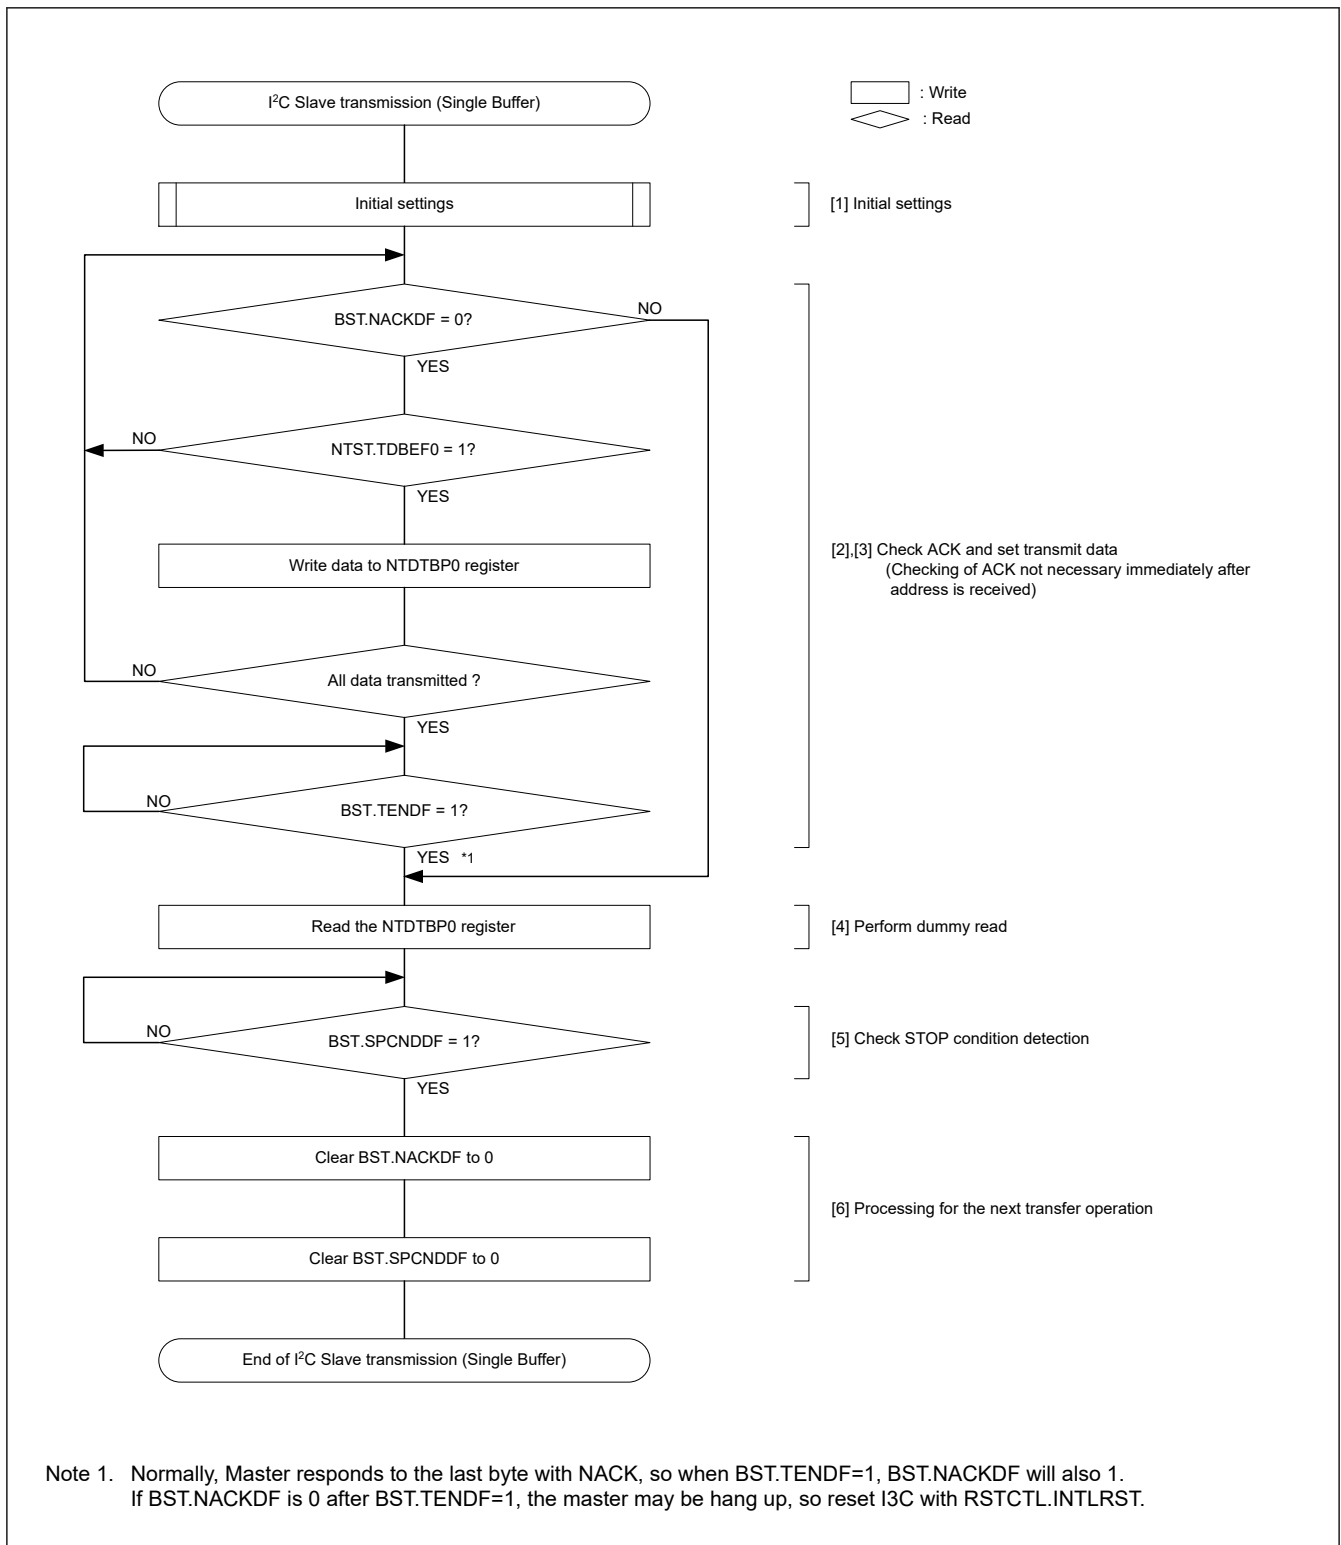 I²C Slave transmission (Single Buffer)
: Write
: Read
Initial settings
[1] Initial settings
BST.NACKDF = 0?
NO
YES
NTST.TDBEF0 = 1?
NO
YES
Write data to NTDTBP0 register
[2],[3] Check ACK and set transmit data
(Checking of ACK not necessary immediately after
address is received)
All data transmitted ?
NO
YES
BST.TENDF = 1?
NO
YES *1
Read the NTDTBP0 register
[4] Perform dummy read
BST.SPCNDDF = 1?
NO
YES
[5] Check STOP condition detection
Clear BST.NACKDF to 0
[6] Processing for the next transfer operation
Clear BST.SPCNDDF to 0
End of I²C Slave transmission (Single Buffer)
Note 1. Normally, Master responds to the last byte with NACK, so when BST.TENDF=1, BST.NACKDF will also 1.
If BST.NACKDF is 0 after BST.TENDF=1, the master may be hang up, so reset I3C with RSTCTL.INTLRST.